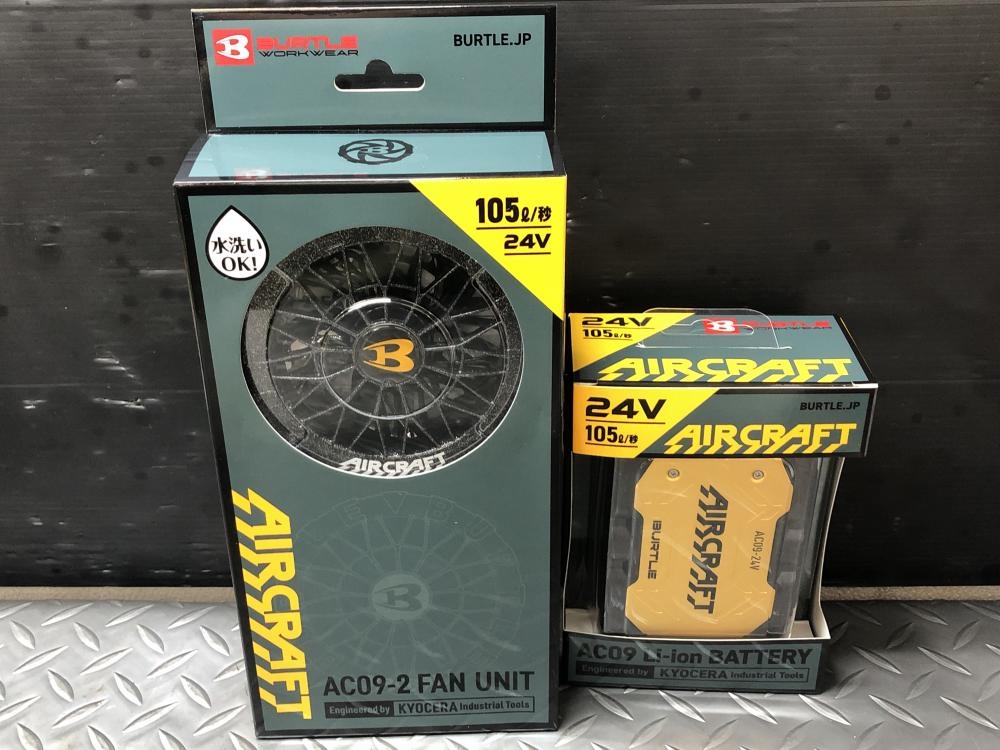 BURTLE
WORKWEAR
BURTLE.JP
水洗い
OK!
105ℓ/秒
24V
B
AIRCRAFT
AIRCRAFT
AC09-2 FAN UNIT
Engineered by KYOCERA Industrial Tools
24V
105ℓ/秒
BURTLE
WORKWEAR
AIRCRAFT
24V
105ℓ/秒
BURTLE.JP
AIRCRAFT
BURTLE
AIRCRAFT
AC09-24V
AC09 Li-ion BATTERY
Engineered by KYOCERA Industrial Tools